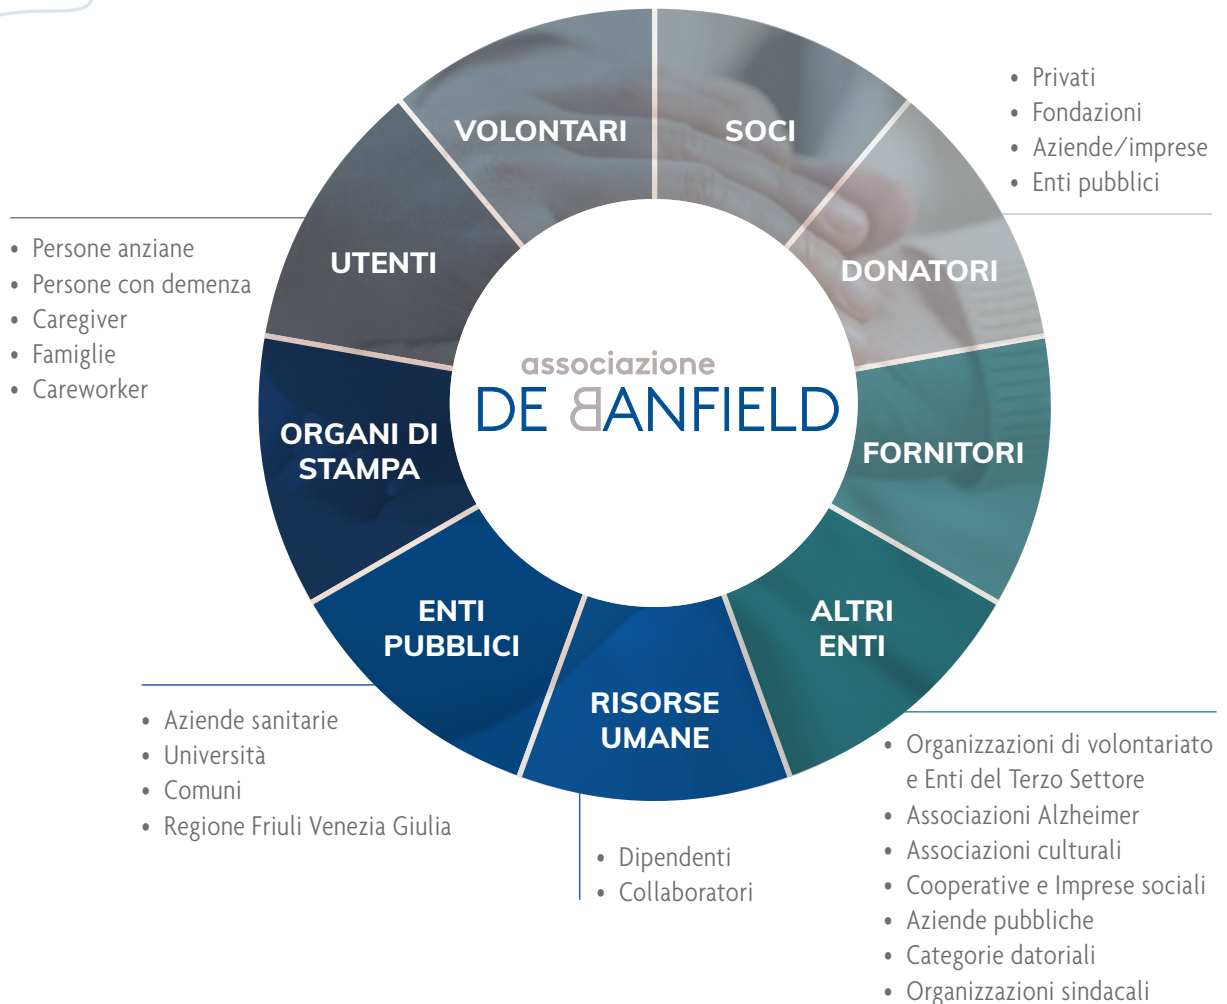 VOLONTARI
SOCI
• Privati
• Fondazioni
• Aziende/imprese
• Enti pubblici
DONATORI
UTENTI
• Persone anziane
• Persone con demenza
• Caregiver
• Famiglie
• Careworker
associazione
DE BANFIELD
ORGANI DI
STAMPA
FORNITORI
ENTI
PUBBLICI
ALTRI
ENTI
RISORSE
UMANE
• Aziende sanitarie
• Università
• Comuni
• Regione Friuli Venezia Giulia
• Dipendenti
• Collaboratori
• Organizzazioni di volontariato
e Enti del Terzo Settore
• Associazioni Alzheimer
• Associazioni culturali
• Cooperative e Imprese sociali
• Aziende pubbliche
• Categorie datoriali
• Organizzazioni sindacali